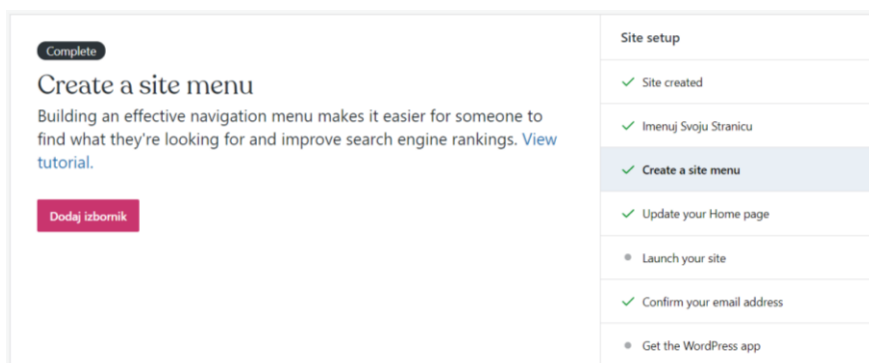 Complete
Create a site menu
Building an effective navigation menu makes it easier for someone to
find what they're looking for and improve search engine rankings. View
tutorial.
Dodaj izbornik
Site setup
Site created
Imenuj Svoju Stranicu
Create a site menu
Update your Home page
Launch your site
Confirm your email address
Get the WordPress app